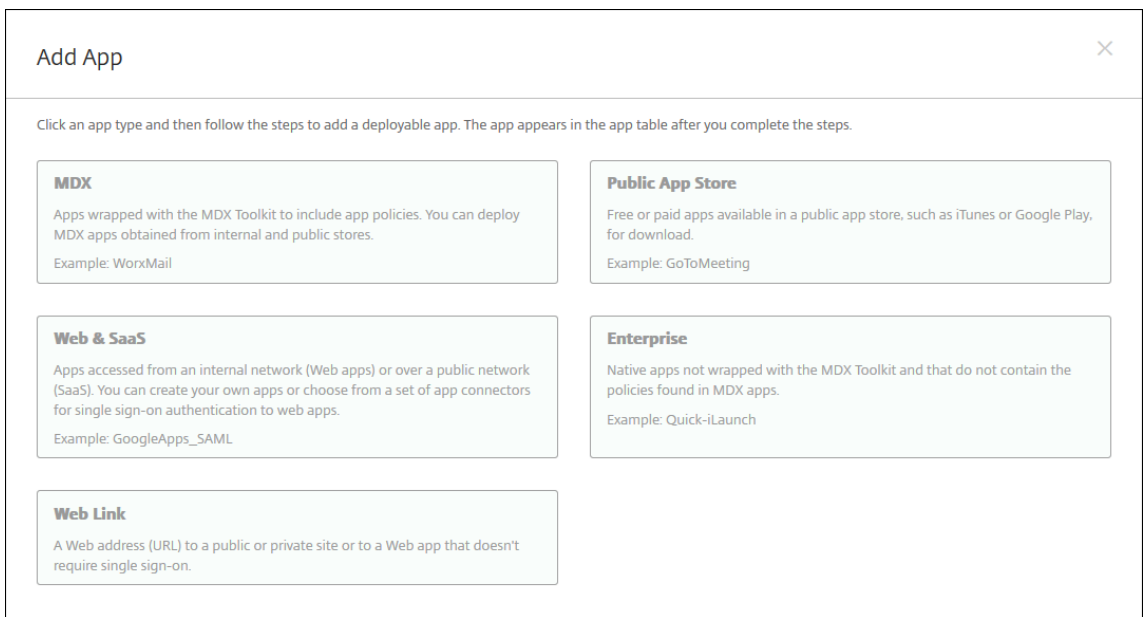 Add App
Click an app type and then follow the steps to add a deployable app. The app appears in the app table after you complete the steps.
MDX
Apps wrapped with the MDX Toolkit to include app policies. You can deploy
MDX apps obtained from internal and public stores.
Example: WorxMail
Public App Store
Free or paid apps available in a public app store, such as iTunes or Google Play,
for download.
Example: GoToMeeting
Web & SaaS
Apps accessed from an internal network (Web apps) or over a public network
(SaaS). You can create your own apps or choose from a set of app connectors
for single sign-on authentication to web apps.
Example: GoogleApps_SAML
Enterprise
Native apps not wrapped with the MDX Toolkit and that do not contain the
policies found in MDX apps.
Example: Quick-iLaunch
Web Link
A Web address (URL) to a public or private site or to a Web app that doesn't
require single sign-on.